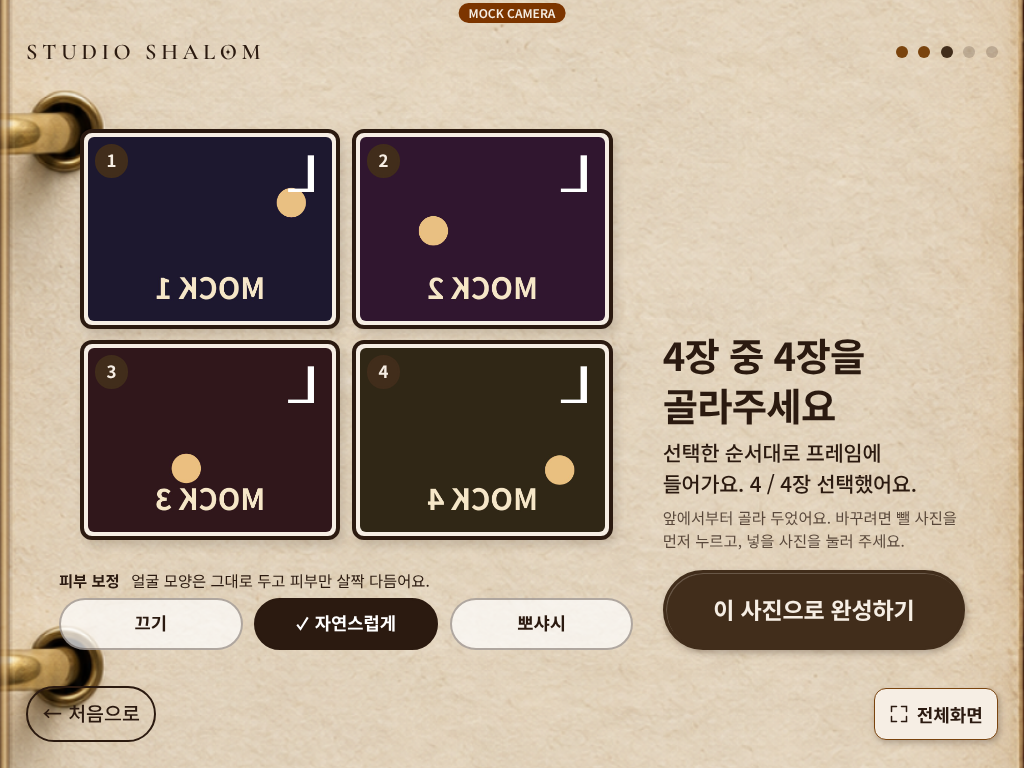 MOCK CAMERA
STUDIO SHALOM
1
MOCK 1
2
MOCK 2
3
MOCK 3
4
MOCK 4
4장 중 4장을
골라주세요
선택한 순서대로 프레임에
들어가요. 4 / 4장 선택했어요.
앞에서부터 골라 두었어요. 바꾸려면 뺄 사진을
먼저 누르고, 넣을 사진을 눌러 주세요.
피부 보정 얼굴 모양은 그대로 두고 피부만 살짝 다듬어요.
끄기
✓ 자연스럽게
뽀샤시
이 사진으로 완성하기
← 처음으로
전체화면